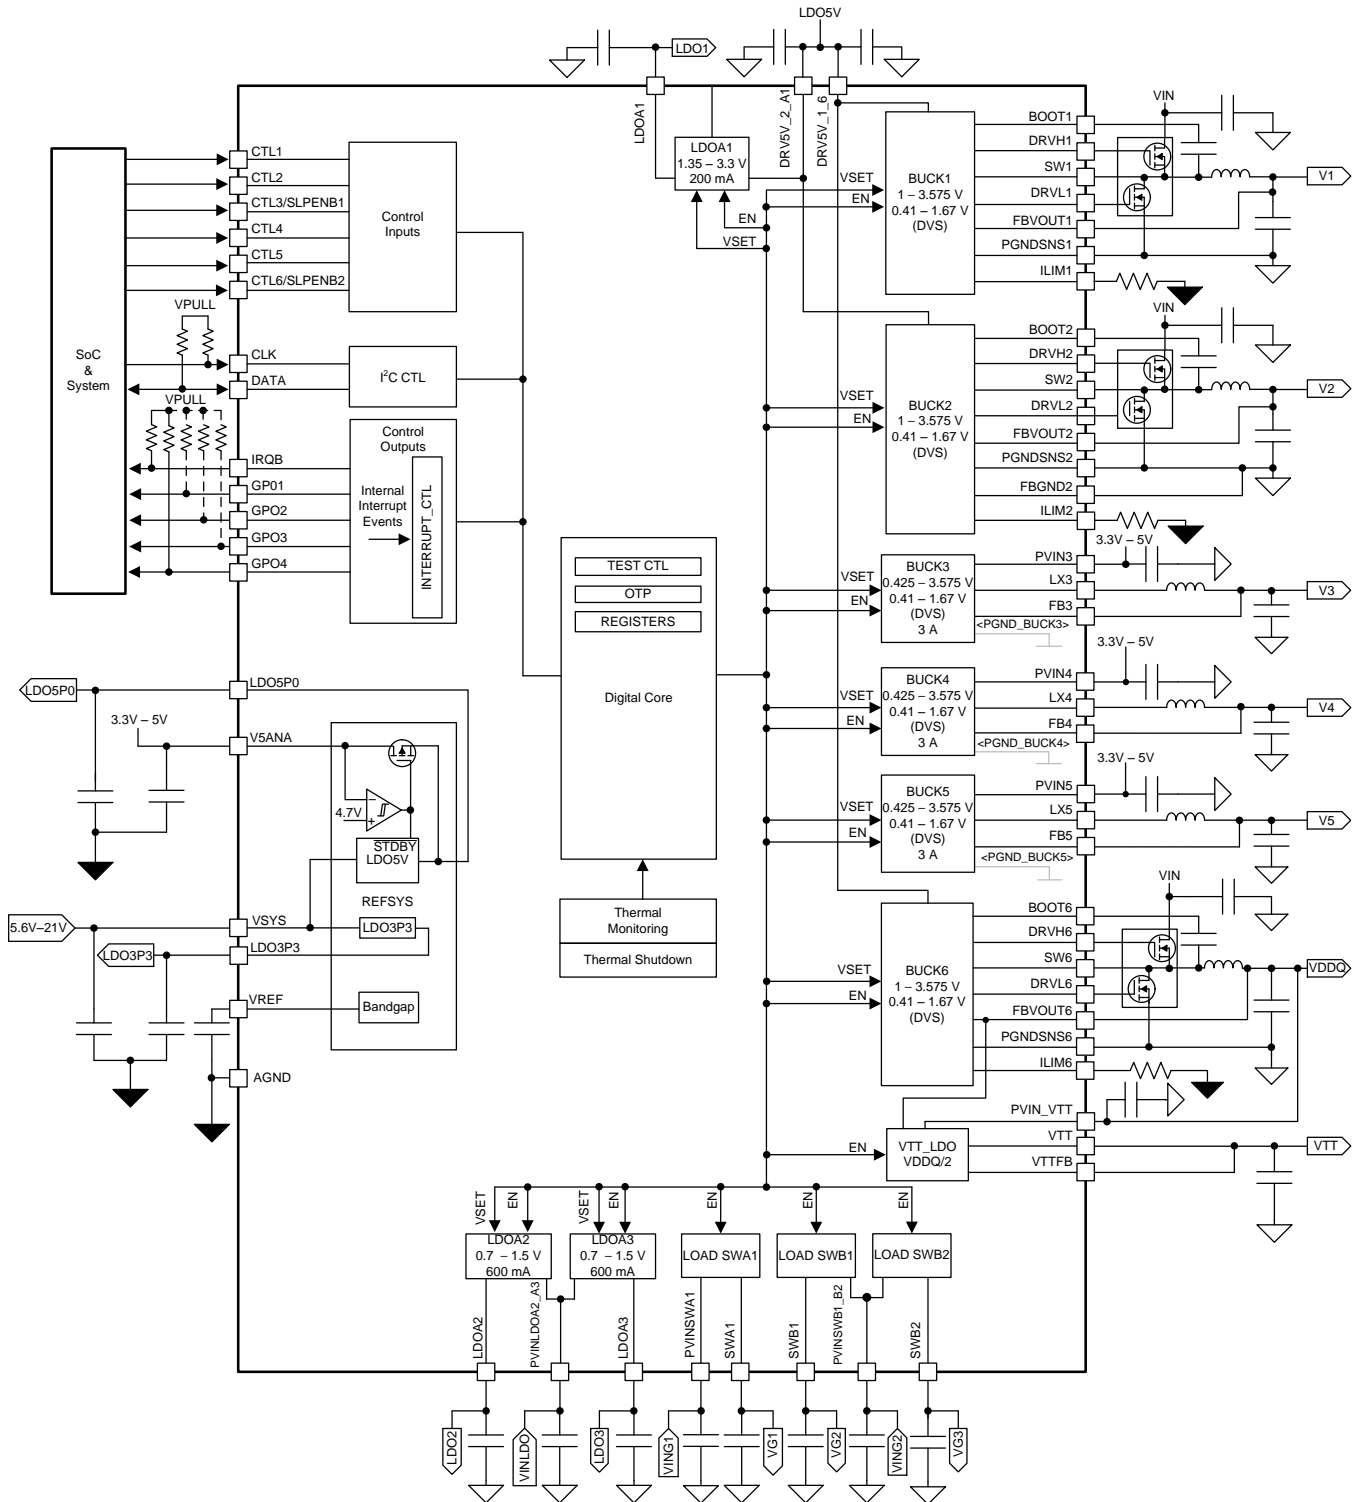 LDO5V
LDO1
LDOA1
DRV5V_2_A1
DRV5V_1_6
LDOA1
1.35 – 3.3 V
200 mA
EN
VSET
SoC
&
System
CTL1
CTL2
CTL3/SLPENB1
CTL4
CTL5
CTL6/SLPENB2
Control
Inputs
VPULL
CLK
DATA
I²C CTL
VPULL
IRQB
GP01
GPO2
GPO3
GPO4
Control
Outputs
Internal
Interrupt
Events
INTERRUPT_CTL
TEST CTL
OTP
REGISTERS
Digital Core
Thermal
Monitoring
Thermal Shutdown
LDO5P0
LDO5P0
3.3V – 5V
V5ANA
4.7V
−
+
STDBY
LDO5V
REFSYS
5.6V–21V
VSYS
LDO3P3
LDO3P3
LDO3P3
VREF
Bandgap
AGND
VSET
EN
BUCK1
1 – 3.575 V
0.41 – 1.67 V
(DVS)
BOOT1
DRVH1
SW1
DRVL1
FBVOUT1
PGNDSNS1
ILIM1
VIN
V1
VSET
EN
BUCK2
1 – 3.575 V
0.41 – 1.67 V
(DVS)
BOOT2
DRVH2
SW2
DRVL2
FBVOUT2
PGNDSNS2
FBGND2
ILIM2
VIN
V2
VSET
EN
BUCK3
0.425 – 3.575 V
0.41 – 1.67 V
(DVS)
3 A
PVIN3
LX3
FB3
<PGND_BUCK3>
3.3V – 5V
V3
VSET
EN
BUCK4
0.425 – 3.575V
0.41 – 1.67 V
(DVS)
3 A
PVIN4
LX4
FB4
<PGND_BUCK4>
3.3V – 5V
V4
VSET
EN
BUCK5
0.425 – 3.575 V
0.41 – 1.67 V
(DVS)
3 A
PVIN5
LX5
FB5
<PGND_BUCK5>
3.3V – 5V
V5
VSET
EN
BUCK6
1 – 3.575 V
0.41 – 1.67 V
(DVS)
BOOT6
DRVH6
SW6
DRVL6
FBVOUT6
PGNDSNS6
ILIM6
VIN
VDDQ
PVIN_VTT
EN
VTT_LDO
VDDQ/2
VTT
VTTFB
VTT
VSET
EN
LDOA2
0.7 – 1.5 V
600 mA
VSET
EN
LDOA3
0.7 – 1.5 V
600 mA
EN
LOAD SWA1
EN
LOAD SWB1
EN
LOAD SWB2
LDOA2
PVINLDOA2_A3
LDOA3
PVINSWA1
SWA1
SWB1
PVINSWB1_B2
SWB2
LDO2
VINLDO
LDO3
VING1
VG1
VG2
VING2
VG3